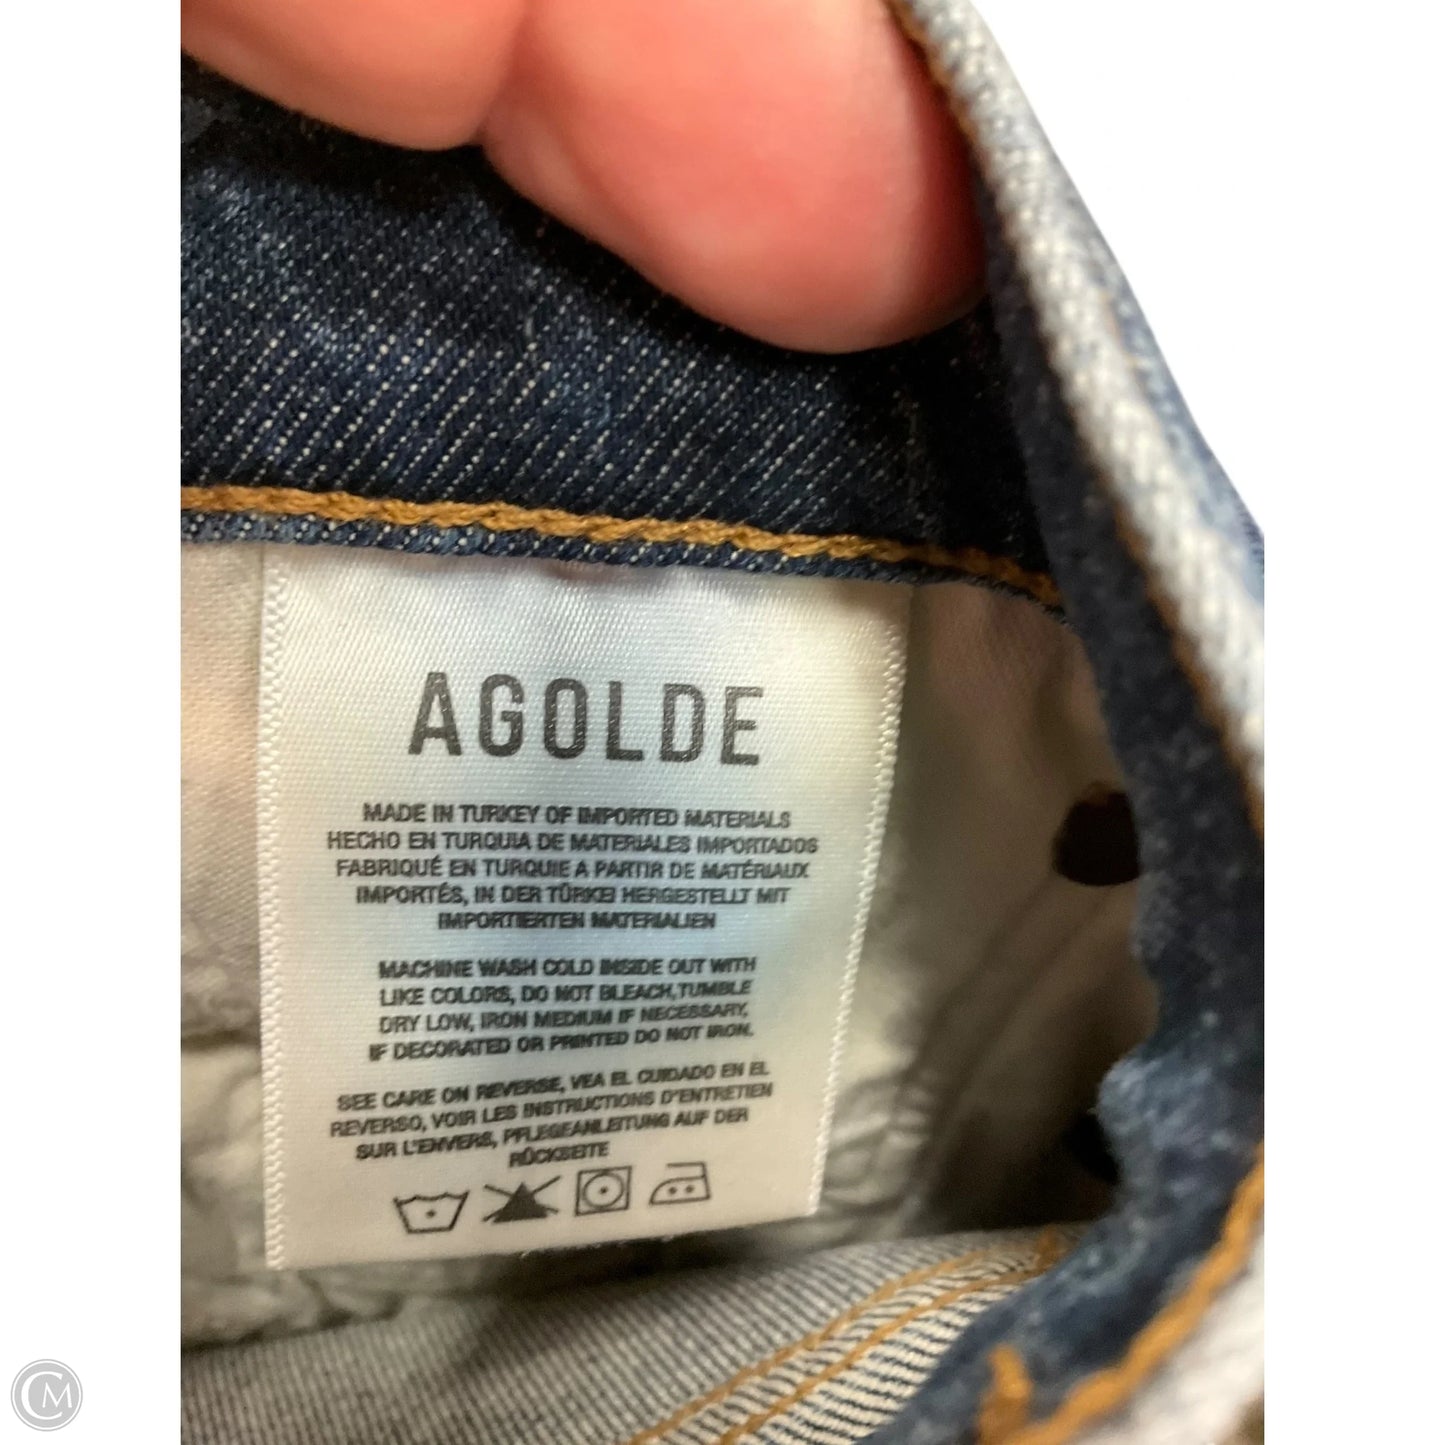 AGOLDE
MADE IN TURKEY OF IMPORTED MATERIALS
HECHO EN TURQUIA DE MATERIALES IMPORTADOS
FABRIQUÉ EN TURQUIE A PARTIR DE MATÉRIAUX
IMPORTÉS, IN DER TÜRKEI HERGESTELLT MIT
IMPORTIERTEN MATERIALIEN
MACHINE WASH COLD INSIDE OUT WITH
LIKE COLORS, DO NOT BLEACH, TUMBLE
DRY LOW, IRON MEDIUM IF NECESSARY,
IF DECORATED OR PRINTED DO NOT IRON.
SEE CARE ON REVERSE, VEA EL CUIDADO EN EL
REVERSO, VOIR LES INSTRUCTIONS D'ENTRETIEN
SUR L'ENVERS, PFLEGEANLEITUNG AUF DER
RÜCKSEITE
CM